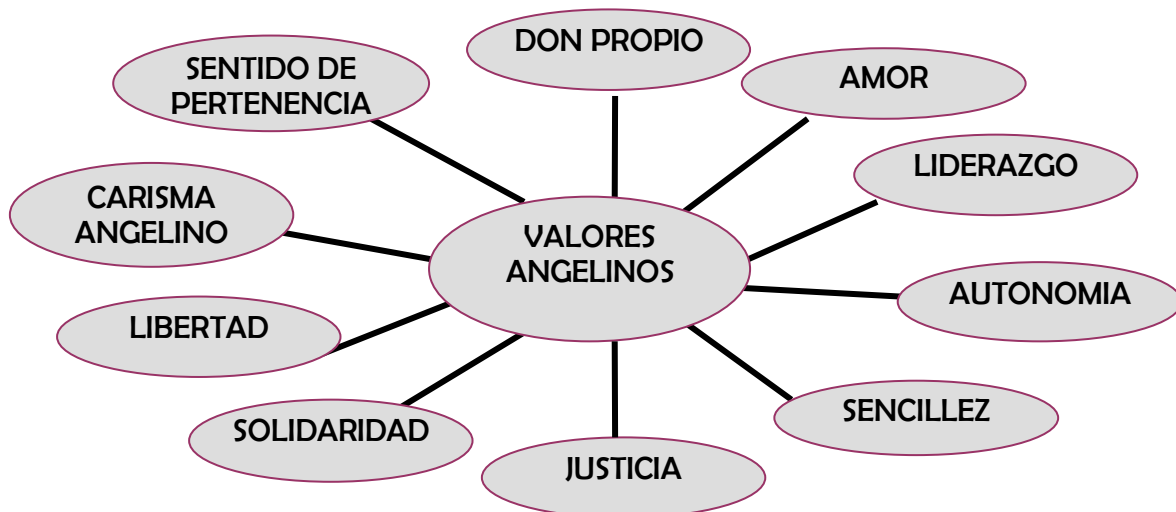 DON PROPIO
SENTIDO DE
PERTENENCIA
AMOR
LIDERAZGO
CARISMA
ANGELINO
VALORES
ANGELINOS
AUTONOMIA
LIBERTAD
SENCILLEZ
SOLIDARIDAD
JUSTICIA